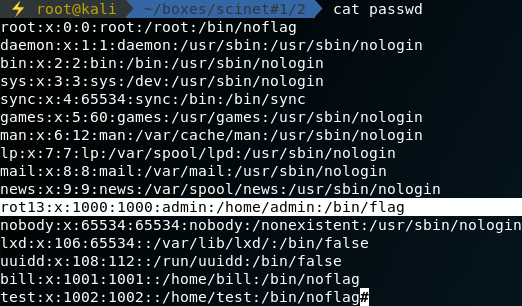 ⚡ root@kali ~/boxes/scinet#1/2 cat passwd
root:x:0:0:root:/root:/bin/noflag
daemon:x:1:1:daemon:/usr/sbin:/usr/sbin/nologin
bin:x:2:2:bin:/bin:/usr/sbin/nologin
sys:x:3:3:sys:/dev:/usr/sbin/nologin
sync:x:4:65534:sync:/bin:/bin/sync
games:x:5:60:games:/usr/games:/usr/sbin/nologin
man:x:6:12:man:/var/cache/man:/usr/sbin/nologin
lp:x:7:7:lp:/var/spool/lpd:/usr/sbin/nologin
mail:x:8:8:mail:/var/mail:/usr/sbin/nologin
news:x:9:9:news:/var/spool/news:/usr/sbin/nologin
rot13:x:1000:1000:admin:/home/admin:/bin/flag
nobody:x:65534:65534:nobody:/nonexistent:/usr/sbin/nologin
lxd:x:106:65534::/var/lib/lxd/:/bin/false
uuidd:x:108:112::/run/uuidd:/bin/false
bill:x:1001:1001::/home/bill:/bin/noflag
test:x:1002:1002::/home/test:/bin/noflag#